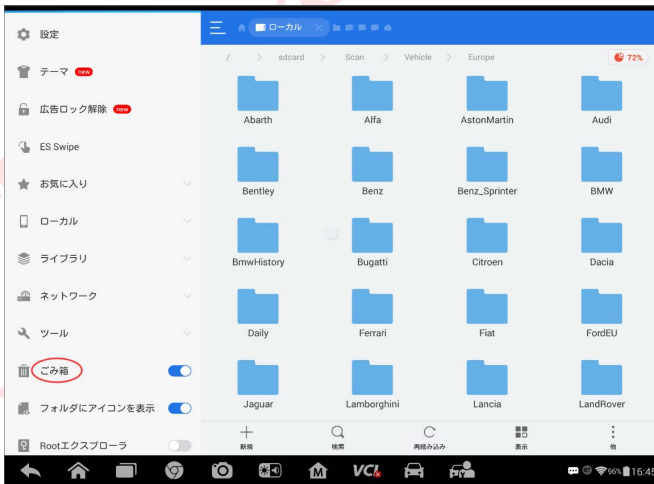 設定
テーマ new
広告ロック解除 new
ES Swipe
お気に入り
ローカル
ライブラリ
ネットワーク
ツール
ごみ箱
フォルダにアイコンを表示
Rootエクスプローラ
ローカル
/ > sdcard > Scan > Vehicle > Europe
72%
Abarth Alfa AstonMartin Audi
Bentley Benz Benz_Sprinter BMW
BmwHistory Bugatti Citroen Dacia
Daily Ferrari Fiat FordEU
Jaguar Lamborghini Lancia LandRover
新規 検索 再読み込み 表示 他
M VCI 96% 16:45